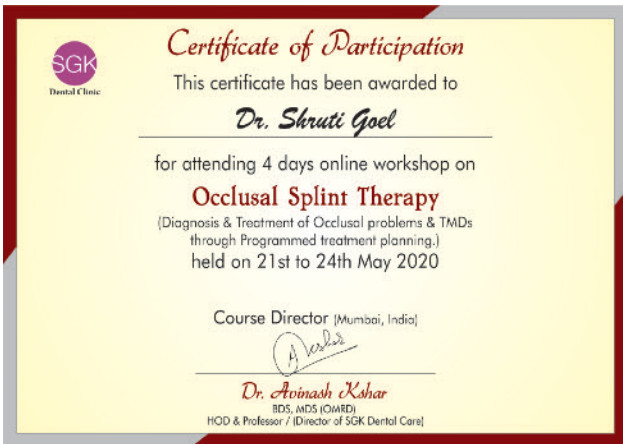 Certificate of Participation
SGK
Dental Clinic
This certificate has been awarded to
Dr. Shruti Goel
for attending 4 days online workshop on
Occlusal Splint Therapy
(Diagnosis & Treatment of Occlusal problems & TMDs
through Programmed treatment planning.)
held on 21st to 24th May 2020
Course Director (Mumbai, India)
Dr. Avinash Kshar
BDS, MDS (OMRD)
HOD & Professor / (Director of SGK Dental Care)